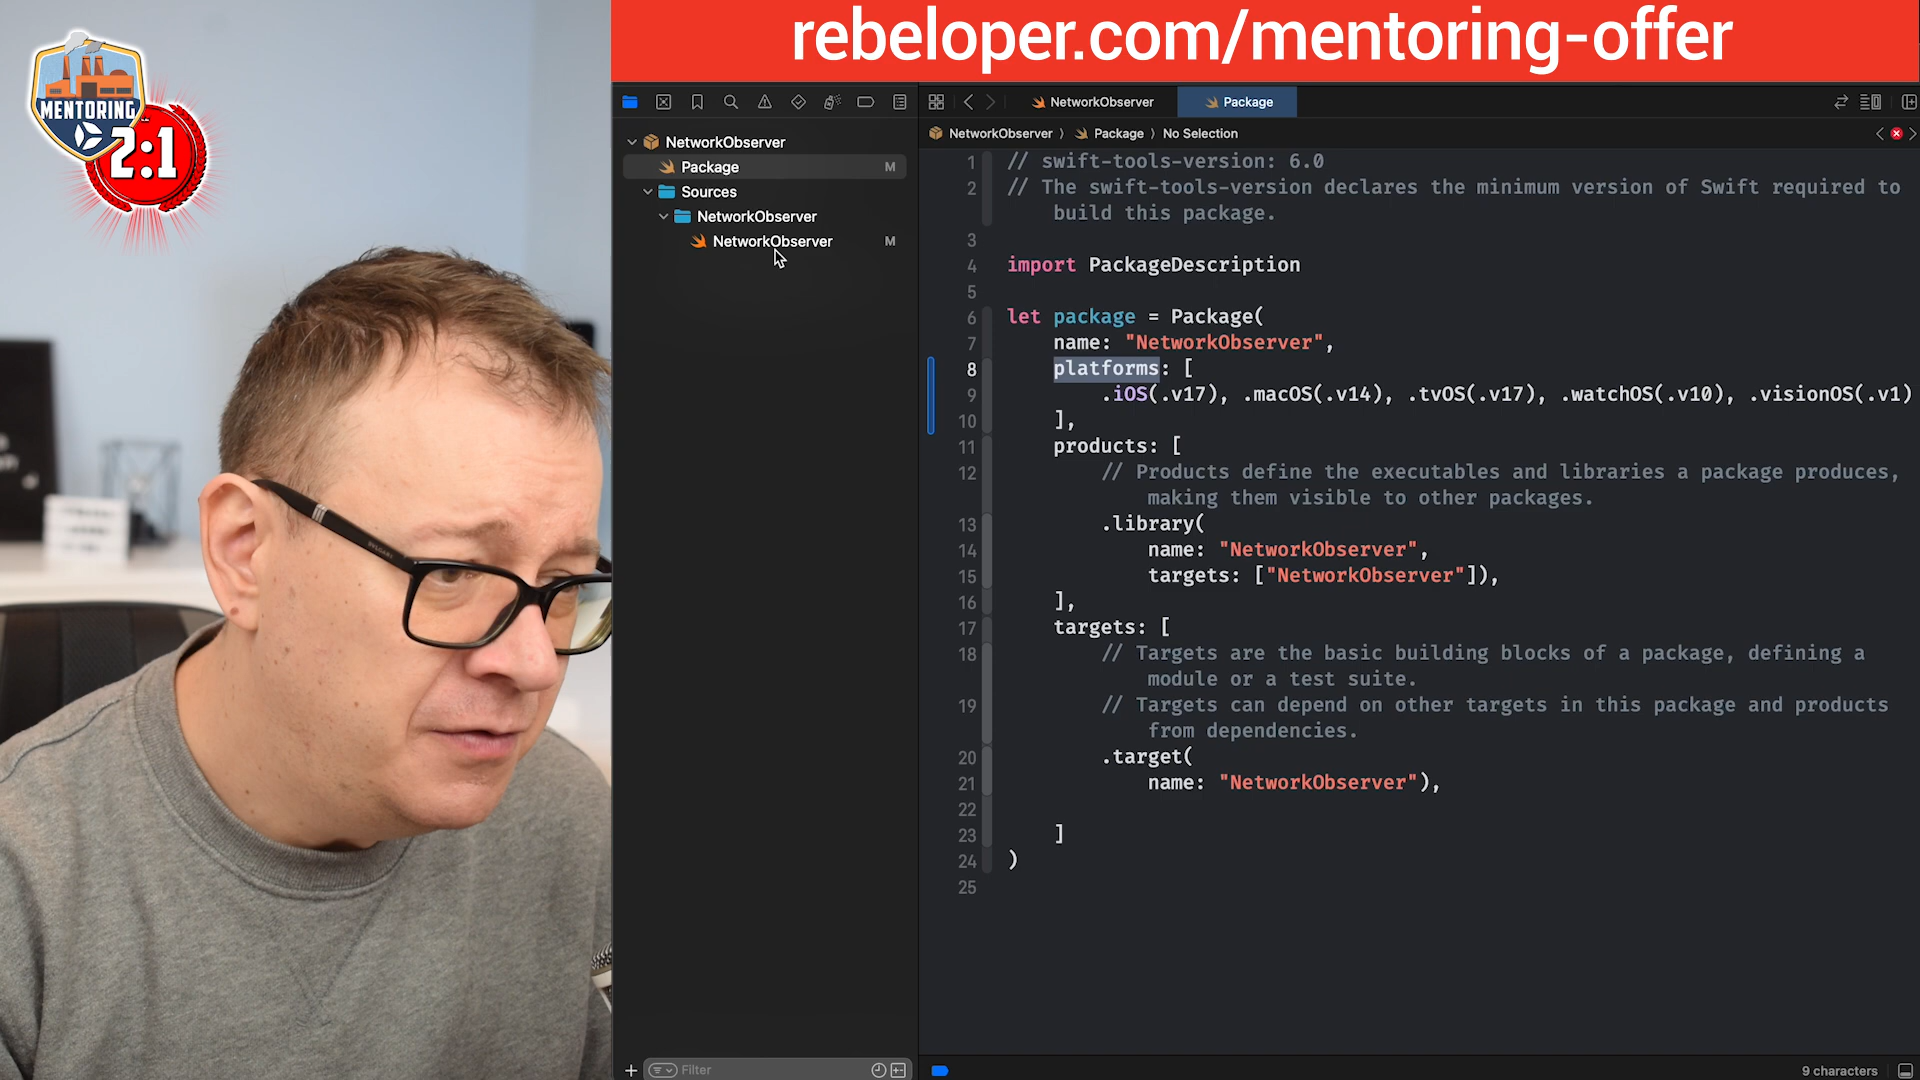 rebeloper.com/mentoring-offer
MENTORING
2:1
NetworkObserver
Package
NetworkObserver
Package M
Sources
NetworkObserver
NetworkObserver M
NetworkObserver 〉 Package 〉 No Selection
1 // swift-tools-version: 6.0
2 // The swift-tools-version declares the minimum version of Swift required to
build this package.
3
4 import PackageDescription
5
6 let package = Package(
7 name: "NetworkObserver",
8 platforms: [
9 .iOS(.v17), .macOS(.v14), .tvOS(.v17), .watchOS(.v10), .visionOS(.v1)
10 ],
11 products: [
12 // Products define the executables and libraries a package produces,
making them visible to other packages.
13 .library(
14 name: "NetworkObserver",
15 targets: ["NetworkObserver"]),
16 ],
17 targets: [
18 // Targets are the basic building blocks of a package, defining a
module or a test suite.
19 // Targets can depend on other targets in this package and products
from dependencies.
20 .target(
21 name: "NetworkObserver"),
22
23 ]
24 )
25
Filter
9 characters